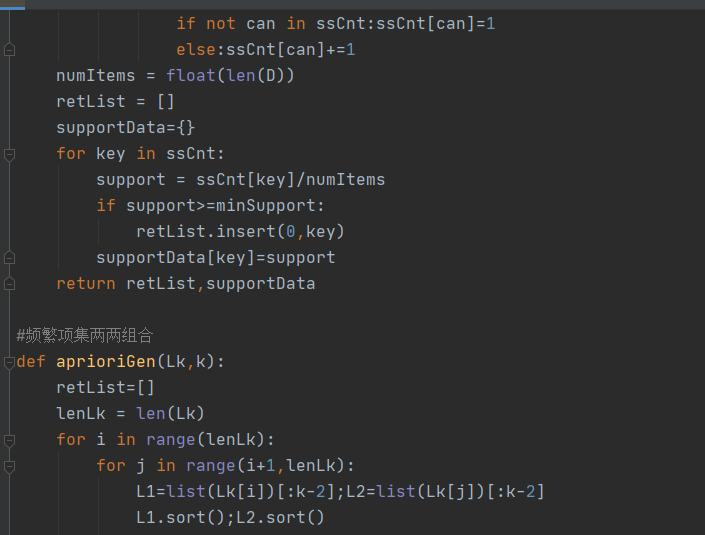 if not can in ssCnt:ssCnt[can]=1
else:ssCnt[can]+=1
numItems = float(len(D))
retList = []
supportData={}
for key in ssCnt:
support = ssCnt[key]/numItems
if support>=minSupport:
retList.insert(0,key)
supportData[key]=support
return retList,supportData
#频繁项集两两组合
def aprioriGen(Lk,k):
retList=[]
lenLk = len(Lk)
for i in range(lenLk):
for j in range(i+1,lenLk):
L1=list(Lk[i])[:k-2];L2=list(Lk[j])[:k-2]
L1.sort();L2.sort()